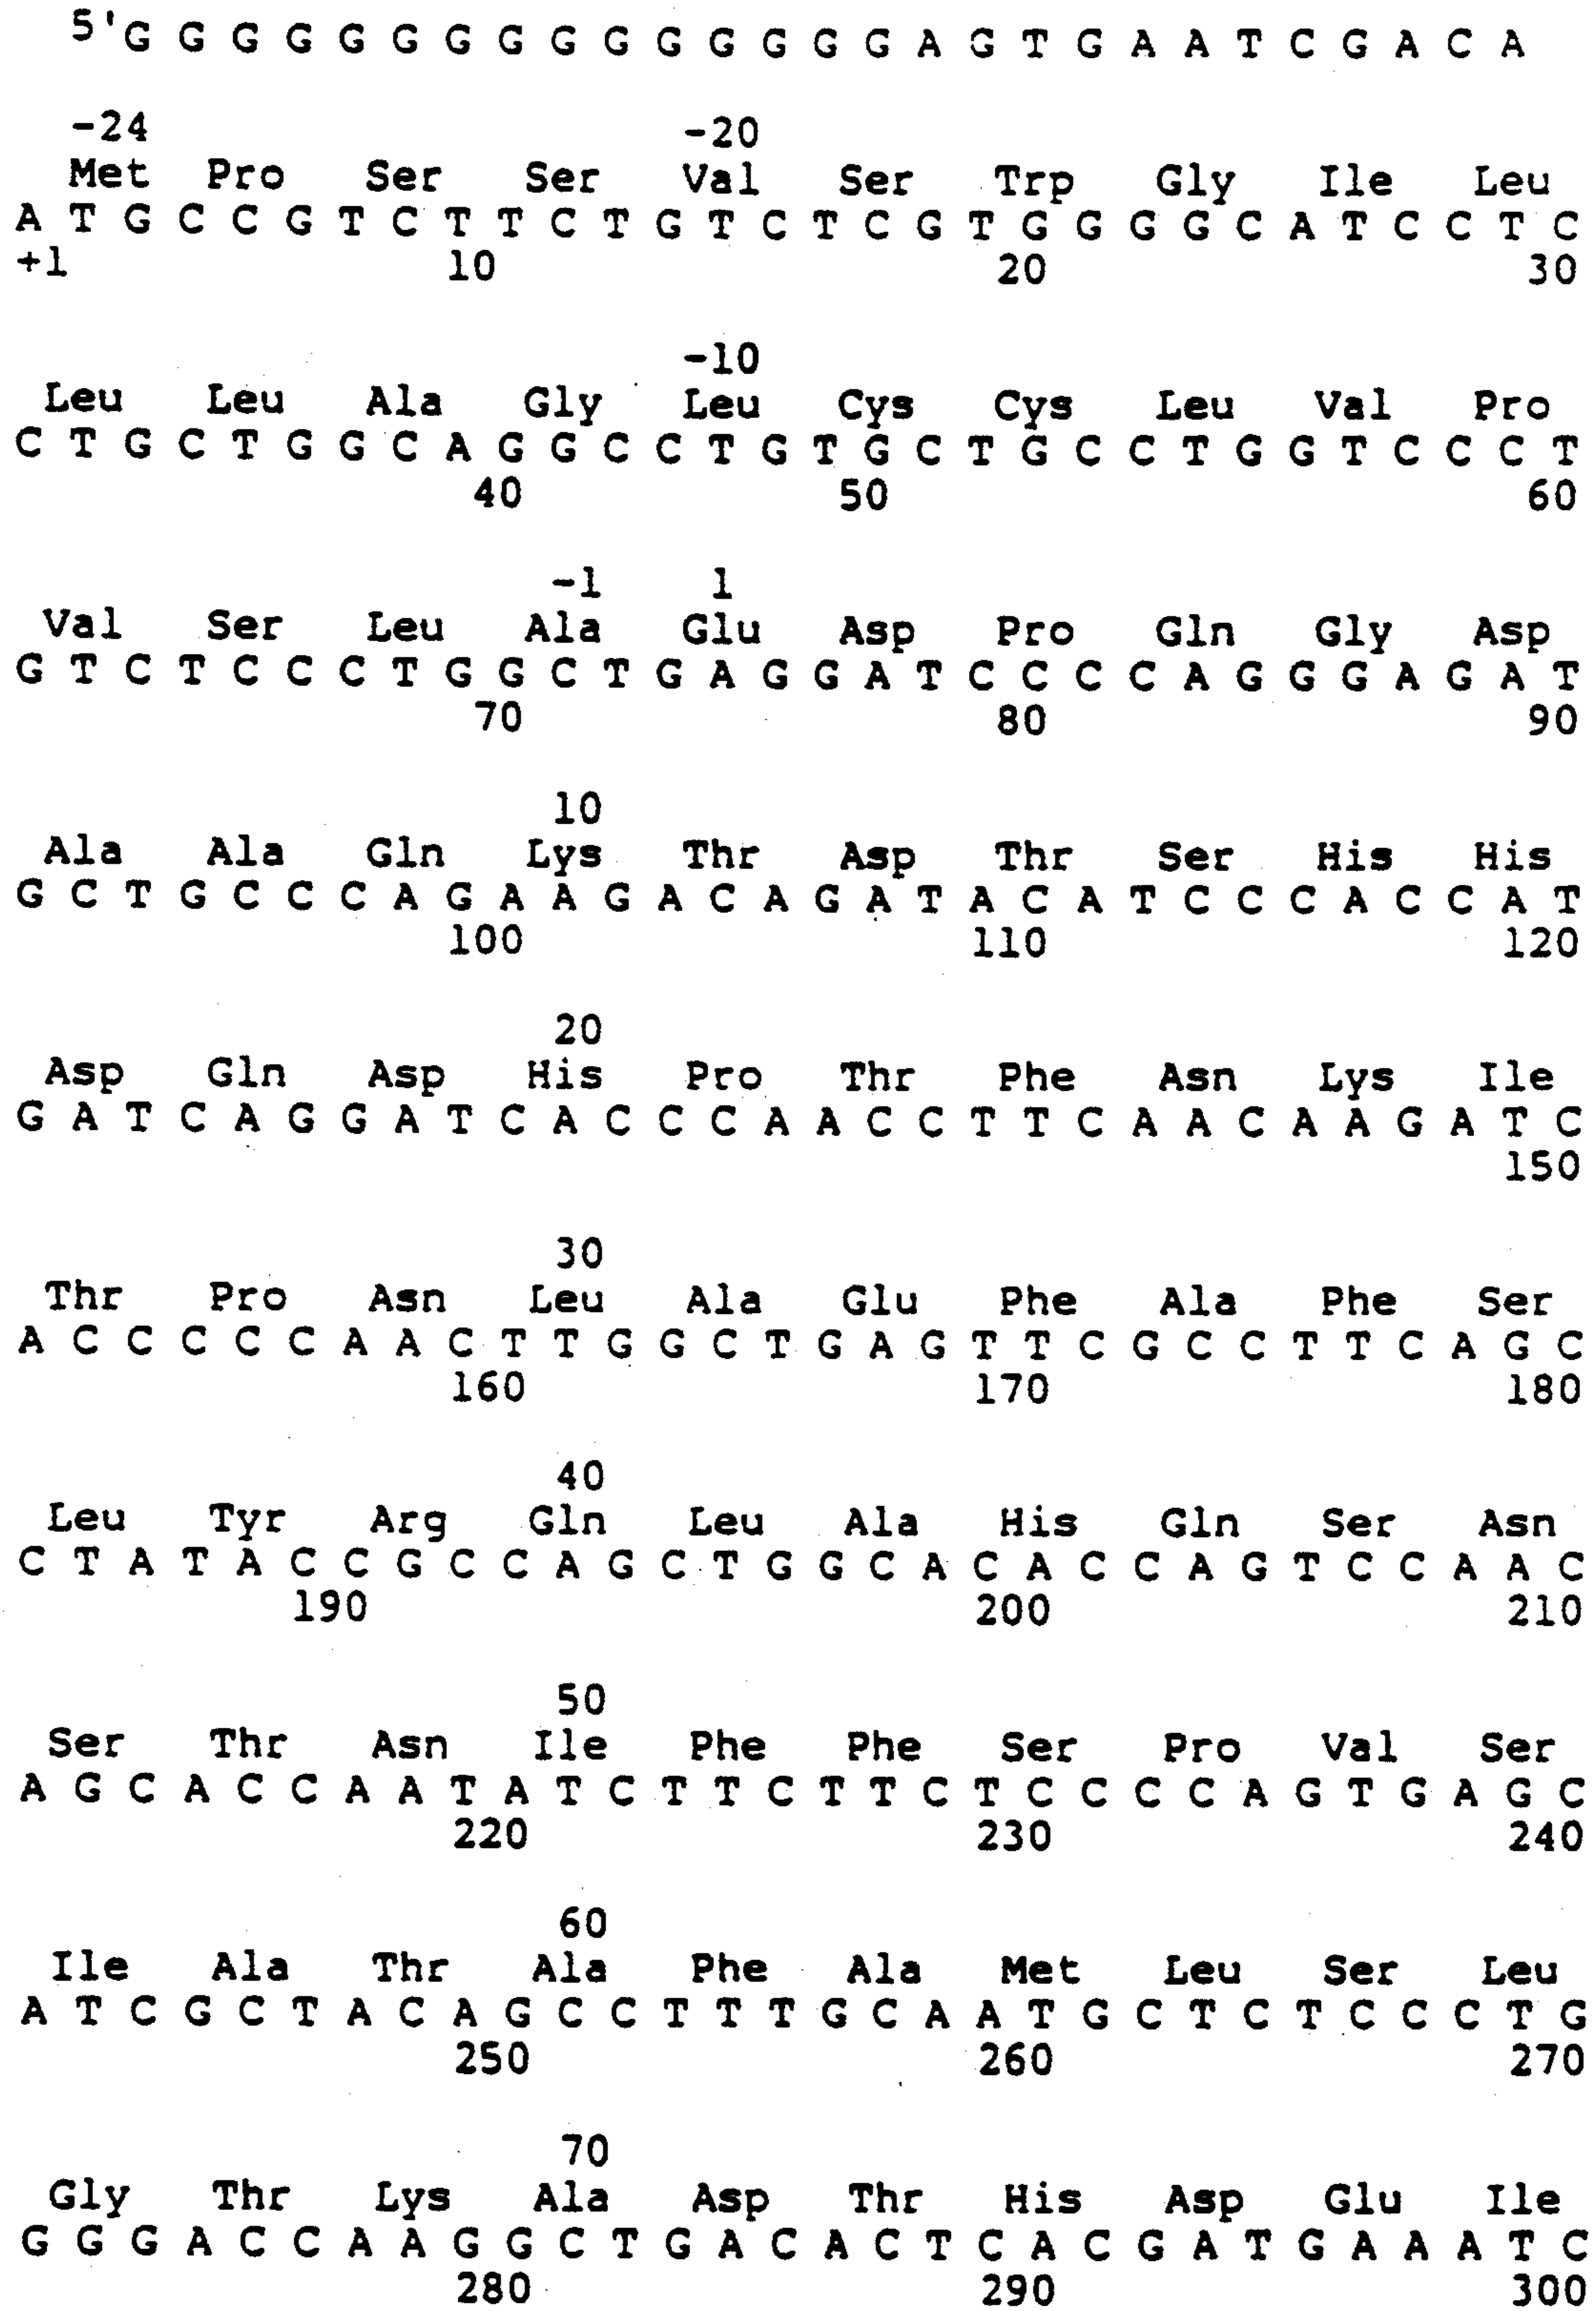 5'G G G G G G G G G G G G G G G A G T G A A T C G A C A
-24 -20
Met Pro Ser Ser Val Ser Trp Gly Ile Leu
A T G C C G T C T T C T G T C T C G T G G G G C A T C C T C
+1 10 20 30
-10
Leu Leu Ala Gly Leu Cys Cys Leu Val Pro
C T G C T G G C A G G C C T G T G C T G C C T G G T C C C T
40 50 60
-1 1
Val Ser Leu Ala Glu Asp Pro Gln Gly Asp
G T C T C C C T G G C T G A G G A T C C C C A G G G A G A T
70 80 90
10
Ala Ala Gln Lys Thr Asp Thr Ser His His
G C T G C C C A G A A G A C A G A T A C A T C C C A C C A T
100 110 120
20
Asp Gln Asp His Pro Thr Phe Asn Lys Ile
G A T C A G G A T C A C C C A A C C T T C A A C A A G A T C
150
30
Thr Pro Asn Leu Ala Glu Phe Ala Phe Ser
A C C C C C A A C T T G G C T G A G T T C G C C T T C A G C
160 170 180
40
Leu Tyr Arg Gln Leu Ala His Gln Ser Asn
C T A T A C C G C C A G C T G G C A C A C C A G T C C A A C
190 200 210
50
Ser Thr Asn Ile Phe Phe Ser Pro Val Ser
A G C A C C A A T A T C T T C T T C T C C C C A G T G A G C
220 230 240
60
Ile Ala Thr Ala Phe Ala Met Leu Ser Leu
A T C G C T A C A G C C T T T G C A A T G C T C T C C C T G
250 260 270
70
Gly Thr Lys Ala Asp Thr His Asp Glu Ile
G G G A C C A A G G C T G A C A C T C A C G A T G A A A T C
280 290 300